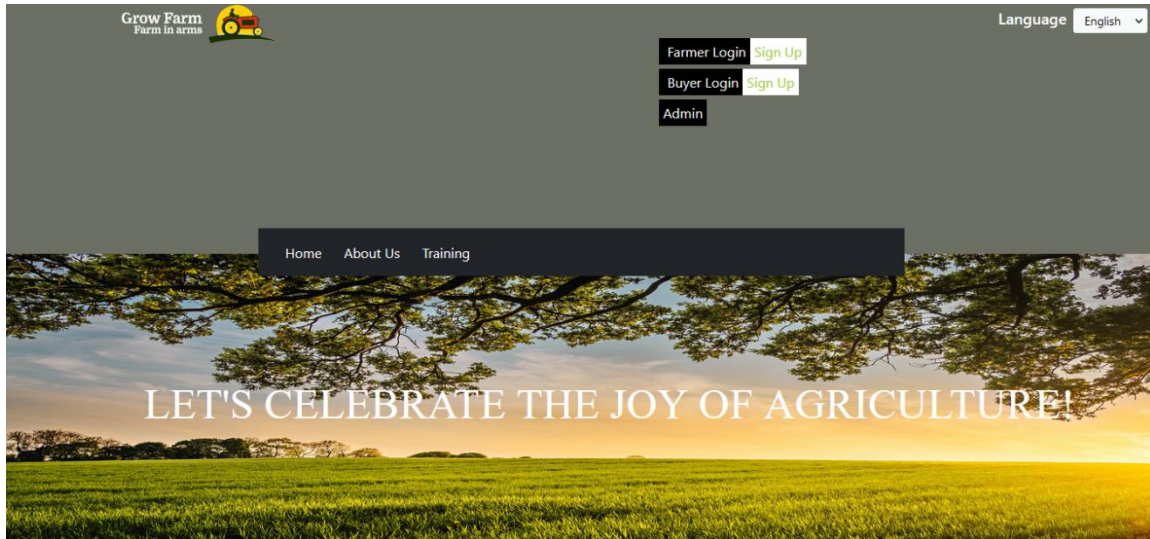 Grow Farm
Farm in arms
Language English
Farmer Login Sign Up
Buyer Login Sign Up
Admin
Home About Us Training
LET'S CELEBRATE THE JOY OF AGRICULTURE!